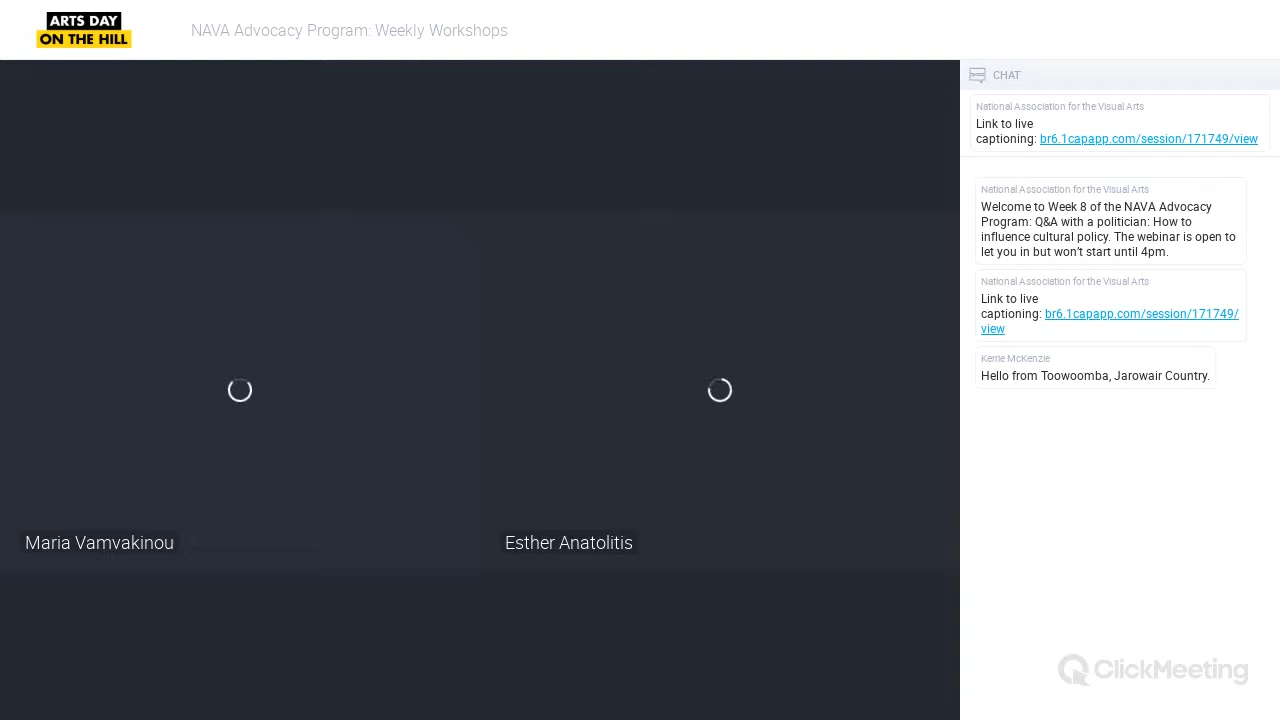 ARTS DAY
ON THE HILL
NAVA Advocacy Program: Weekly Workshops
CHAT
National Association for the Visual Arts
Link to live
captioning: br6.1capapp.com/session/171749/view
National Association for the Visual Arts
Welcome to Week 8 of the NAVA Advocacy
Program: Q&A with a politician: How to
influence cultural policy. The webinar is open to
let you in but won't start until 4pm.
National Association for the Visual Arts
Link to live
captioning: br6.1capapp.com/session/171749/
view
Kerrie McKenzie
Hello from Toowoomba, Jarowair Country.
Maria Vamvakinou
Esther Anatolitis
ClickMeeting